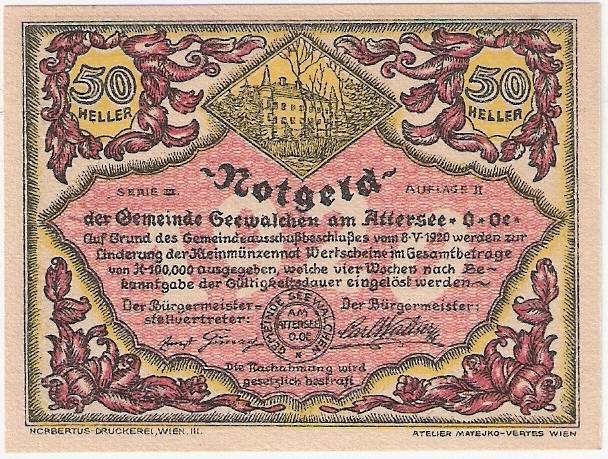 50
HELLER
50
HELLER
Notgeld
SERIE III.
AUFLAGE II
der Gemeinde Seewalchen am Attersee · O · Oe ·
Auf Grund des Gemeindeausschußbeschlußes vom 8·V·1920 werden zur
Linderung der Kleinmünzennot Wertscheine im Gesamtbetrage
von K·100,000 ausgegeben, welche vier Wochen nach Be-
kanntgabe der Gültigkeitsdauer eingelöst werden
Der Bürgermeister-
stellvertreter:
Der Bürgermeister:
GEMEINDE SEEWALCHEN
AM
ATTERSEE
O.OE
Die Nachahmung wird
gesetzlich bestraft
NORBERTUS-DRUCKEREI, WIEN, III.
ATELIER MATEJKO-VERTES WIEN